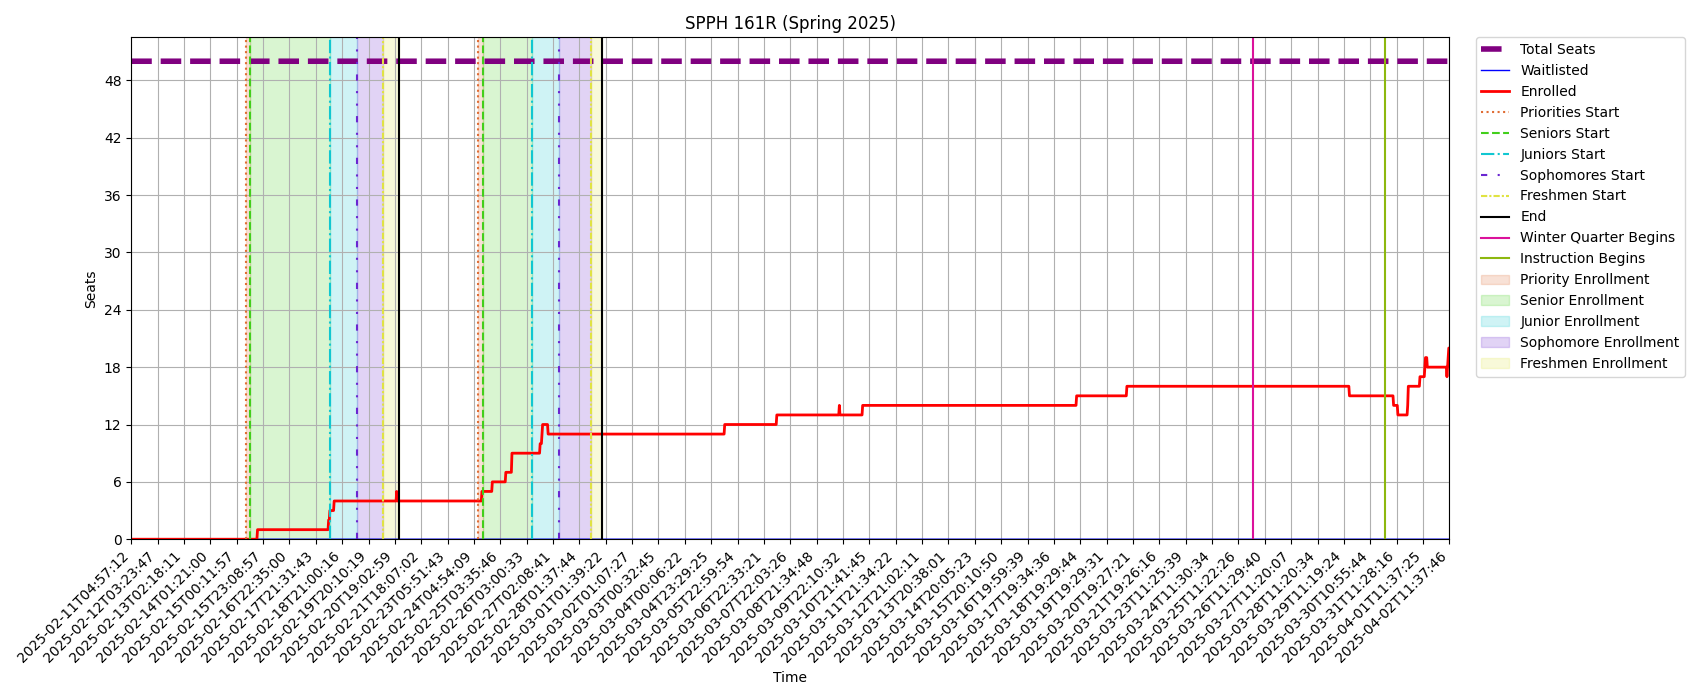 SPPH 161R (Spring 2025)
Total Seats
Waitlisted
Enrolled
Priorities Start
Seniors Start
Juniors Start
Sophomores Start
Freshmen Start
End
Winter Quarter Begins
Instruction Begins
Priority Enrollment
Senior Enrollment
Junior Enrollment
Sophomore Enrollment
Freshmen Enrollment
Seats
48
42
36
30
24
18
12
6
0
2025-02-11T04:57:12
2025-02-12T03:23:47
2025-02-13T02:18:11
2025-02-14T01:21:00
2025-02-15T00:11:57
2025-02-15T23:08:57
2025-02-16T22:35:00
2025-02-17T21:31:43
2025-02-18T21:00:16
2025-02-19T20:10:19
2025-02-20T19:02:59
2025-02-21T18:07:02
2025-02-23T05:51:43
2025-02-24T04:54:09
2025-02-25T03:35:46
2025-02-26T03:00:33
2025-02-27T02:08:41
2025-02-28T01:37:44
2025-03-01T01:39:22
2025-03-02T01:07:27
2025-03-03T00:32:45
2025-03-04T00:06:22
2025-03-04T23:29:25
2025-03-05T22:59:54
2025-03-06T22:33:21
2025-03-07T22:03:26
2025-03-08T21:34:48
2025-03-09T22:10:32
2025-03-10T21:41:45
2025-03-11T21:34:22
2025-03-12T21:02:11
2025-03-13T20:38:01
2025-03-14T20:05:23
2025-03-15T20:10:50
2025-03-16T19:59:39
2025-03-17T19:34:36
2025-03-18T19:29:44
2025-03-19T19:29:31
2025-03-20T19:27:21
2025-03-21T19:26:16
2025-03-23T11:25:39
2025-03-24T11:30:34
2025-03-25T11:22:26
2025-03-26T11:29:40
2025-03-27T11:20:07
2025-03-28T11:20:34
2025-03-29T11:19:24
2025-03-30T10:55:44
2025-03-31T11:28:16
2025-04-01T11:37:25
2025-04-02T11:37:46
Time